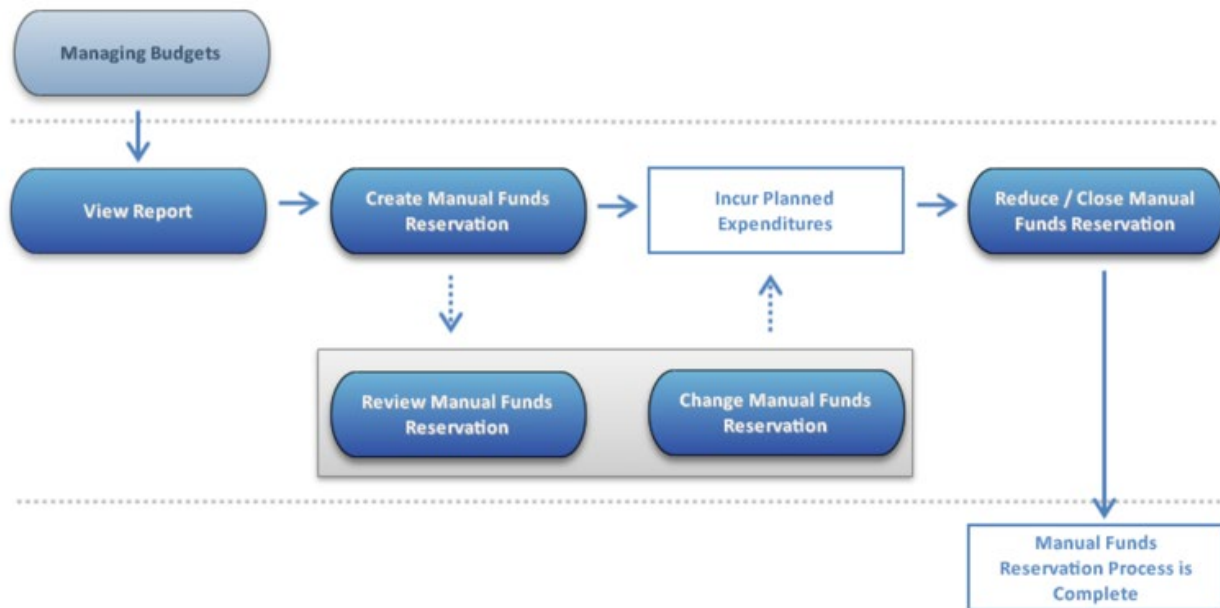 Managing Budgets
View Report
Create Manual Funds
Reservation
Incur Planned
Expenditures
Reduce / Close Manual
Funds Reservation
Review Manual Funds
Reservation
Change Manual Funds
Reservation
Manual Funds
Reservation Process is
Complete